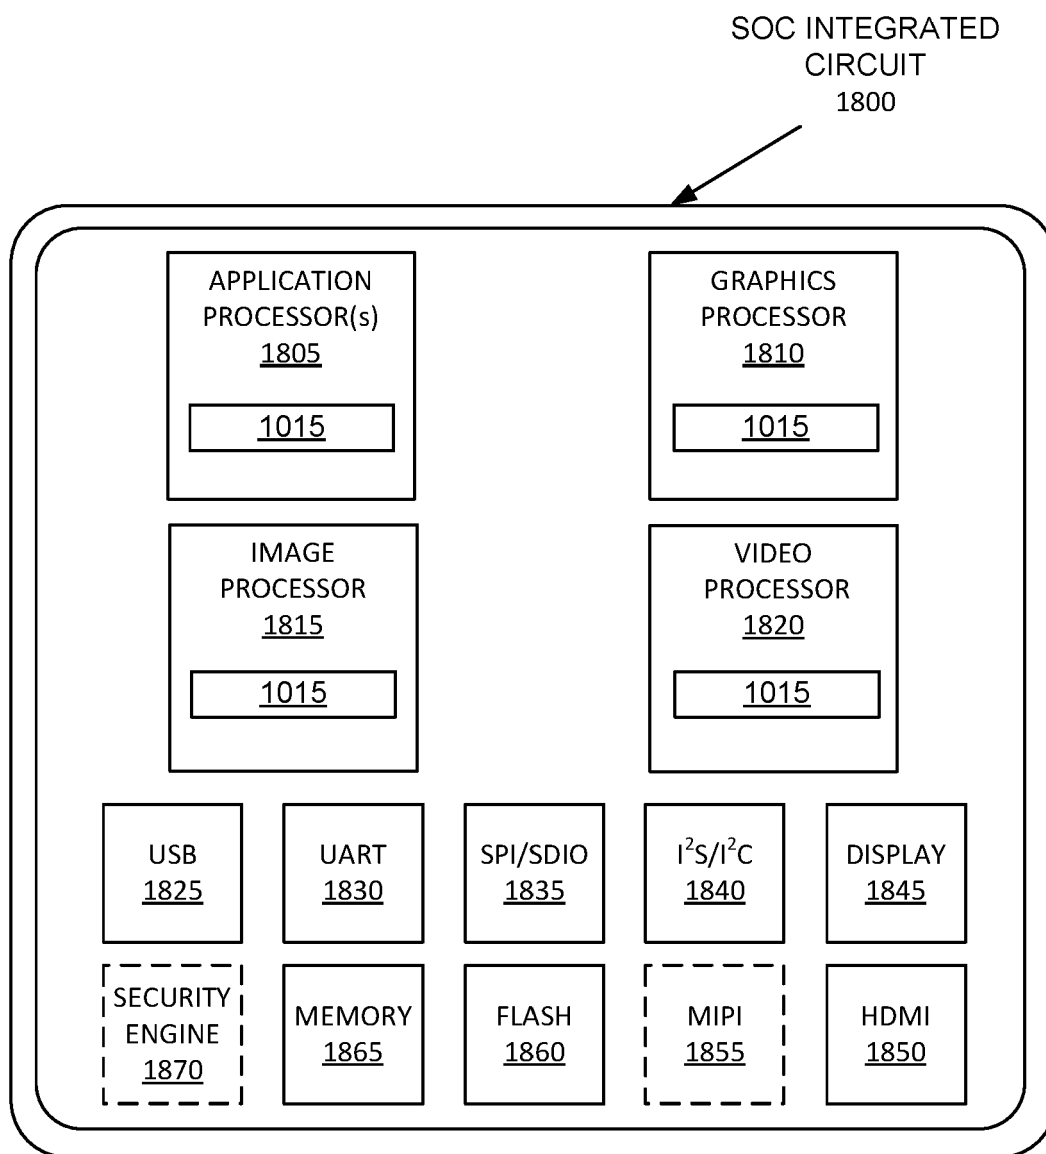 SOC INTEGRATED
CIRCUIT
1800
APPLICATION
PROCESSOR(s)
1805
1015
GRAPHICS
PROCESSOR
1810
1015
IMAGE
PROCESSOR
1815
1015
VIDEO
PROCESSOR
1820
1015
USB
1825
UART
1830
SPI/SDIO
1835
I²S/I²C
1840
DISPLAY
1845
SECURITY
ENGINE
1870
MEMORY
1865
FLASH
1860
MIPI
1855
HDMI
1850